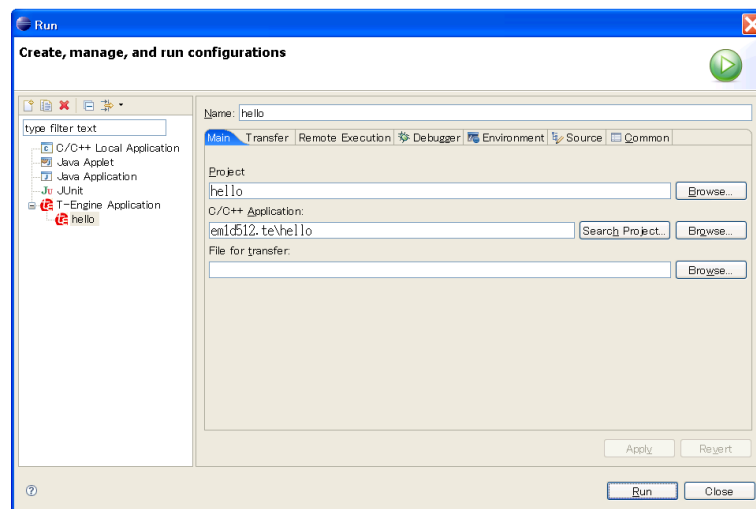 Run
Create, manage, and run configurations
type filter text
C/C++ Local Application
Java Applet
Java Application
Ju JUnit
T-Engine Application
hello
Name: hello
Main Transfer Remote Execution Debugger Environment Source Common
Project
hello
Browse...
C/C++ Application:
em1d512.te\hello
Search Project... Browse...
File for transfer:
Browse...
Apply Revert
Run Close